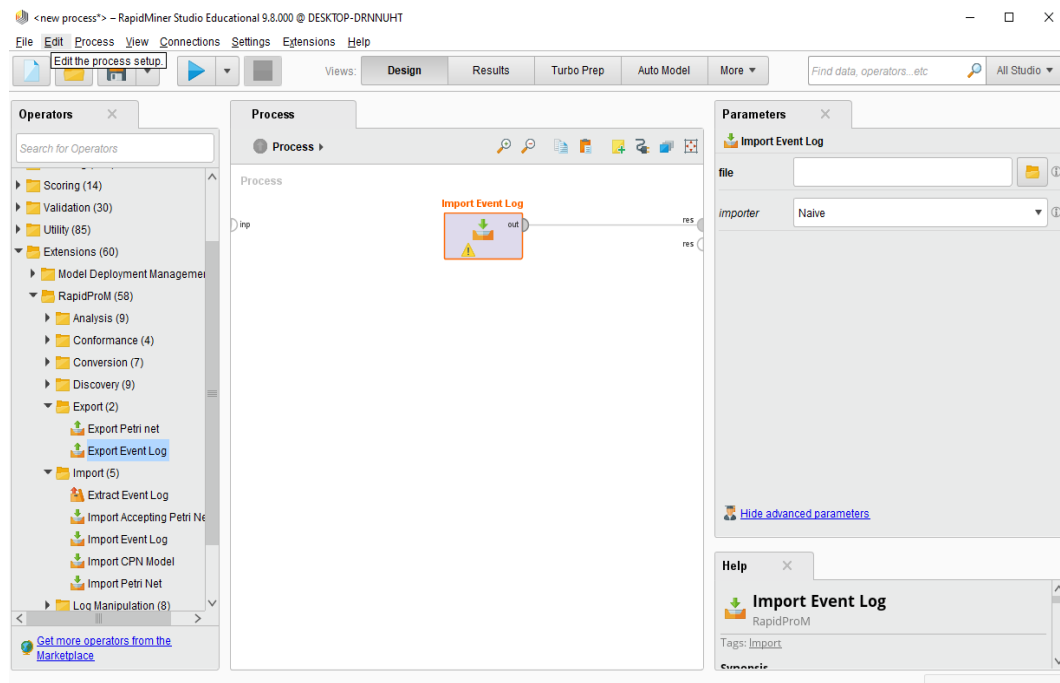 <new process*> – RapidMiner Studio Educational 9.8.000 @ DESKTOP-DRNNUHT
File Edit Process View Connections Settings Extensions Help
Edit the process setup.
Views: Design Results Turbo Prep Auto Model More Find data, operators...etc All Studio
Operators
Search for Operators
Scoring (14)
Validation (30)
Utility (85)
Extensions (60)
Model Deployment Managemen
RapidProM (58)
Analysis (9)
Conformance (4)
Conversion (7)
Discovery (9)
Export (2)
Export Petri net
Export Event Log
Import (5)
Extract Event Log
Import Accepting Petri Ne
Import Event Log
Import CPN Model
Import Petri Net
Log Manipulation (8)
Get more operators from the
Marketplace
Process
Process
Process
Import Event Log
inp
out
res
res
Parameters
Import Event Log
file
importer Naive
Hide advanced parameters
Help
Import Event Log
RapidProM
Tags: Import
Synopsis